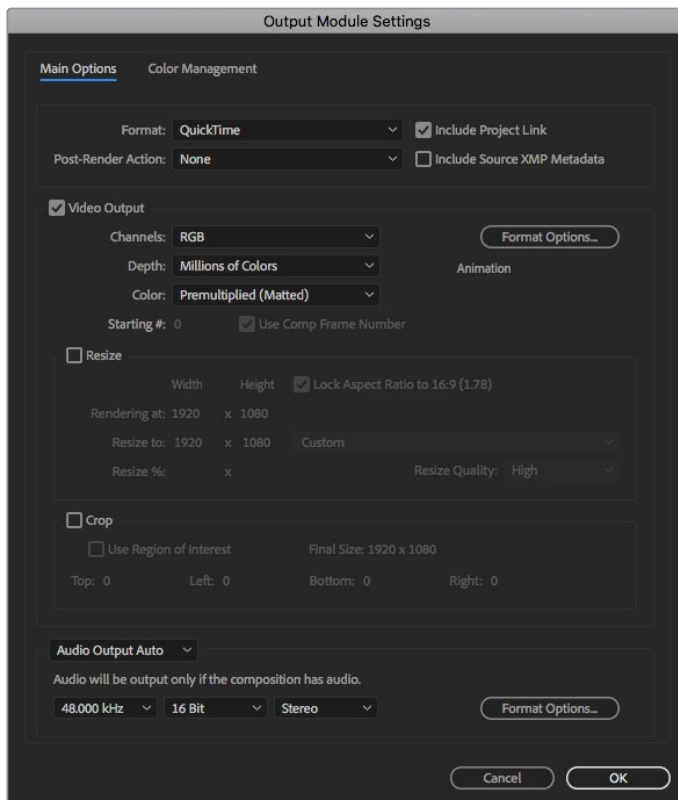 Output Module Settings
Main Options Color Management
Format: QuickTime Include Project Link
Post-Render Action: None Include Source XMP Metadata
Video Output
Channels: RGB Format Options...
Depth: Millions of Colors Animation
Color: Premultiplied (Matted)
Starting #: 0 Use Comp Frame Number
Resize
Width Height Lock Aspect Ratio to 16:9 (1.78)
Rendering at: 1920 x 1080
Resize to: 1920 x 1080 Custom
Resize %: x Resize Quality: High
Crop
Use Region of Interest Final Size: 1920 x 1080
Top: 0 Left: 0 Bottom: 0 Right: 0
Audio Output Auto
Audio will be output only if the composition has audio.
48.000 kHz 16 Bit Stereo Format Options...
Cancel OK